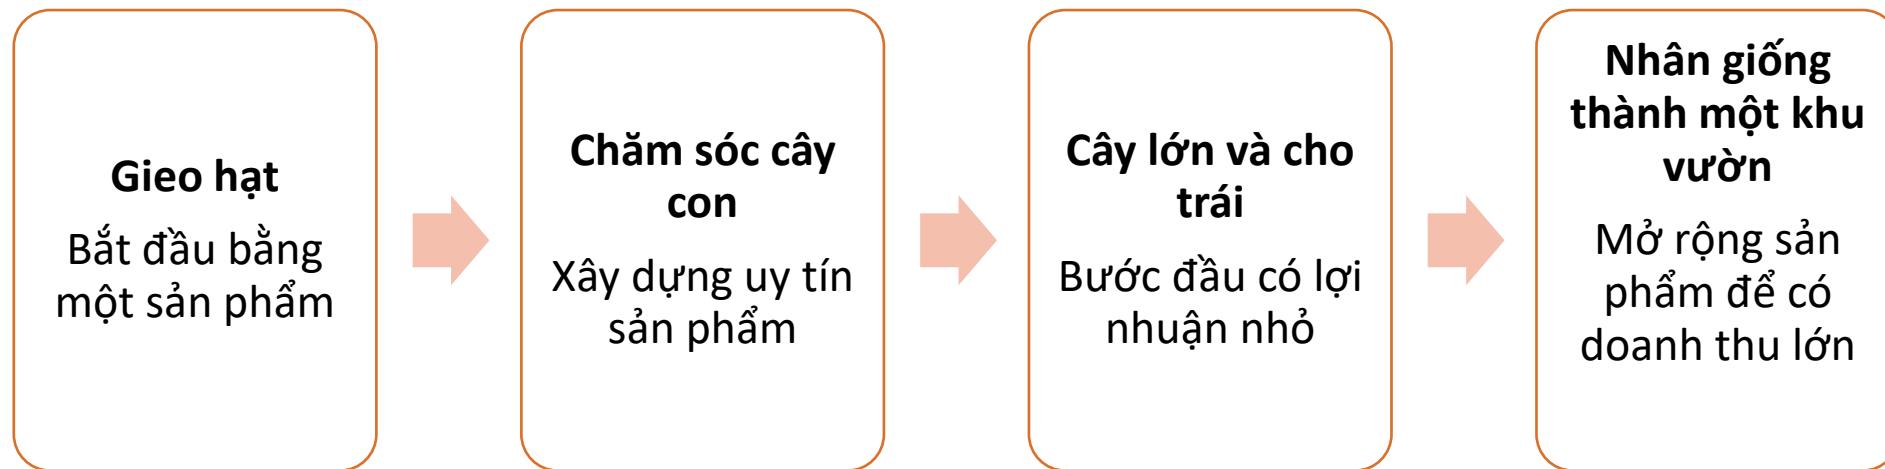 Gieo hạt
Bắt đầu bằng
một sản phẩm
Chăm sóc cây
con
Xây dựng uy tín
sản phẩm
Cây lớn và cho
trái
Bước đầu có lợi
nhuận nhỏ
Nhân giống
thành một khu
vườn
Mở rộng sản
phẩm để có
doanh thu lớn